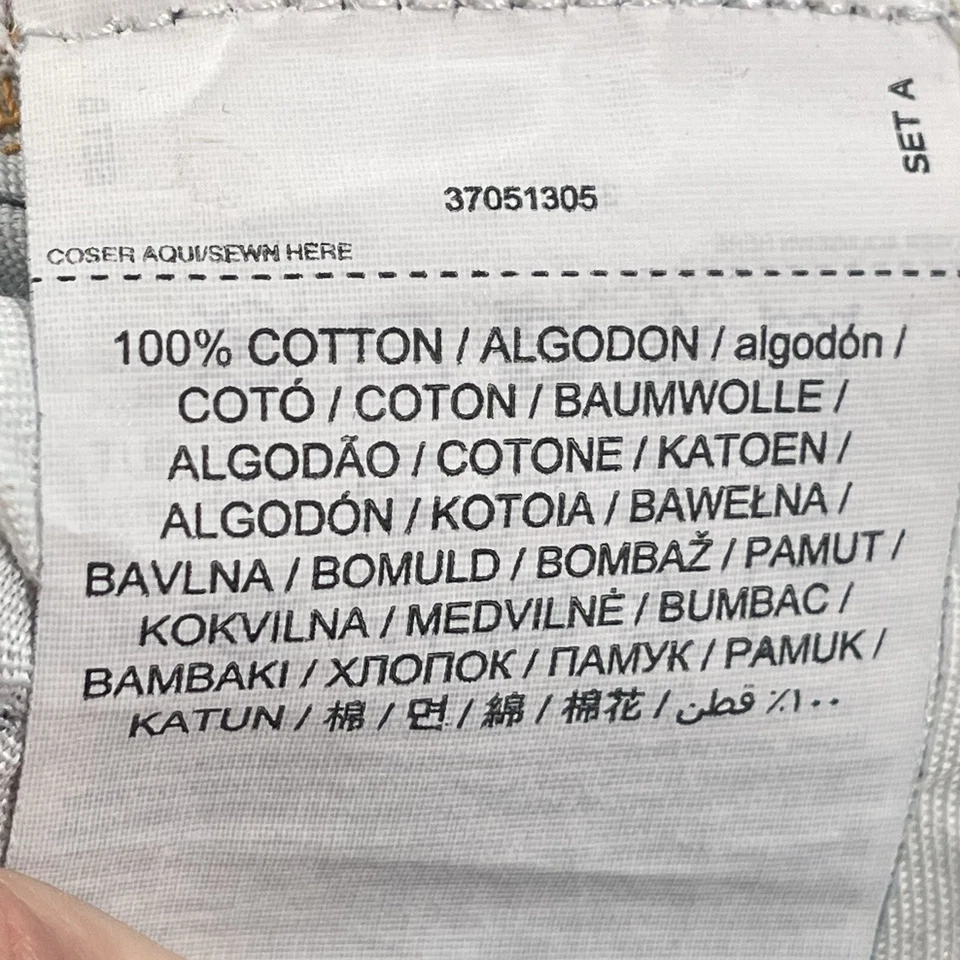 SET A
37051305
COSER AQUI/SEWN HERE
100% COTTON / ALGODON / algodón /
COTÓ / COTON / BAUMWOLLE /
ALGODÃO / COTONE / KATOEN /
ALGODÓN / KOTOIA / BAWEŁNA /
BAVLNA / BOMULD / BOMBAŽ / PAMUT /
KOKVILNA / MEDVILNĖ / BUMBAC /
BAMBAKI / ХЛОПОК / ПАМУК / PAMUK /
KATUN / 棉 / 면 / 綿 / 棉花 / ١٠٠٪ قطن